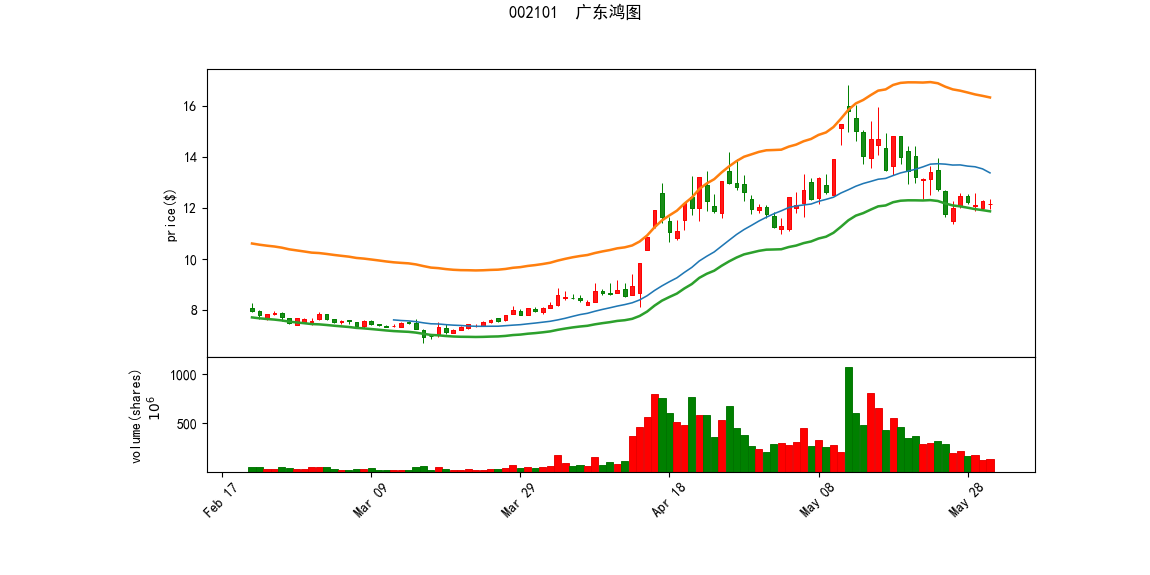 002101 广东鸿图
price($)
16
14
12
10
8
volume(shares)
10^6
1000
500
Feb 17
Mar 09
Mar 29
Apr 18
May 08
May 28